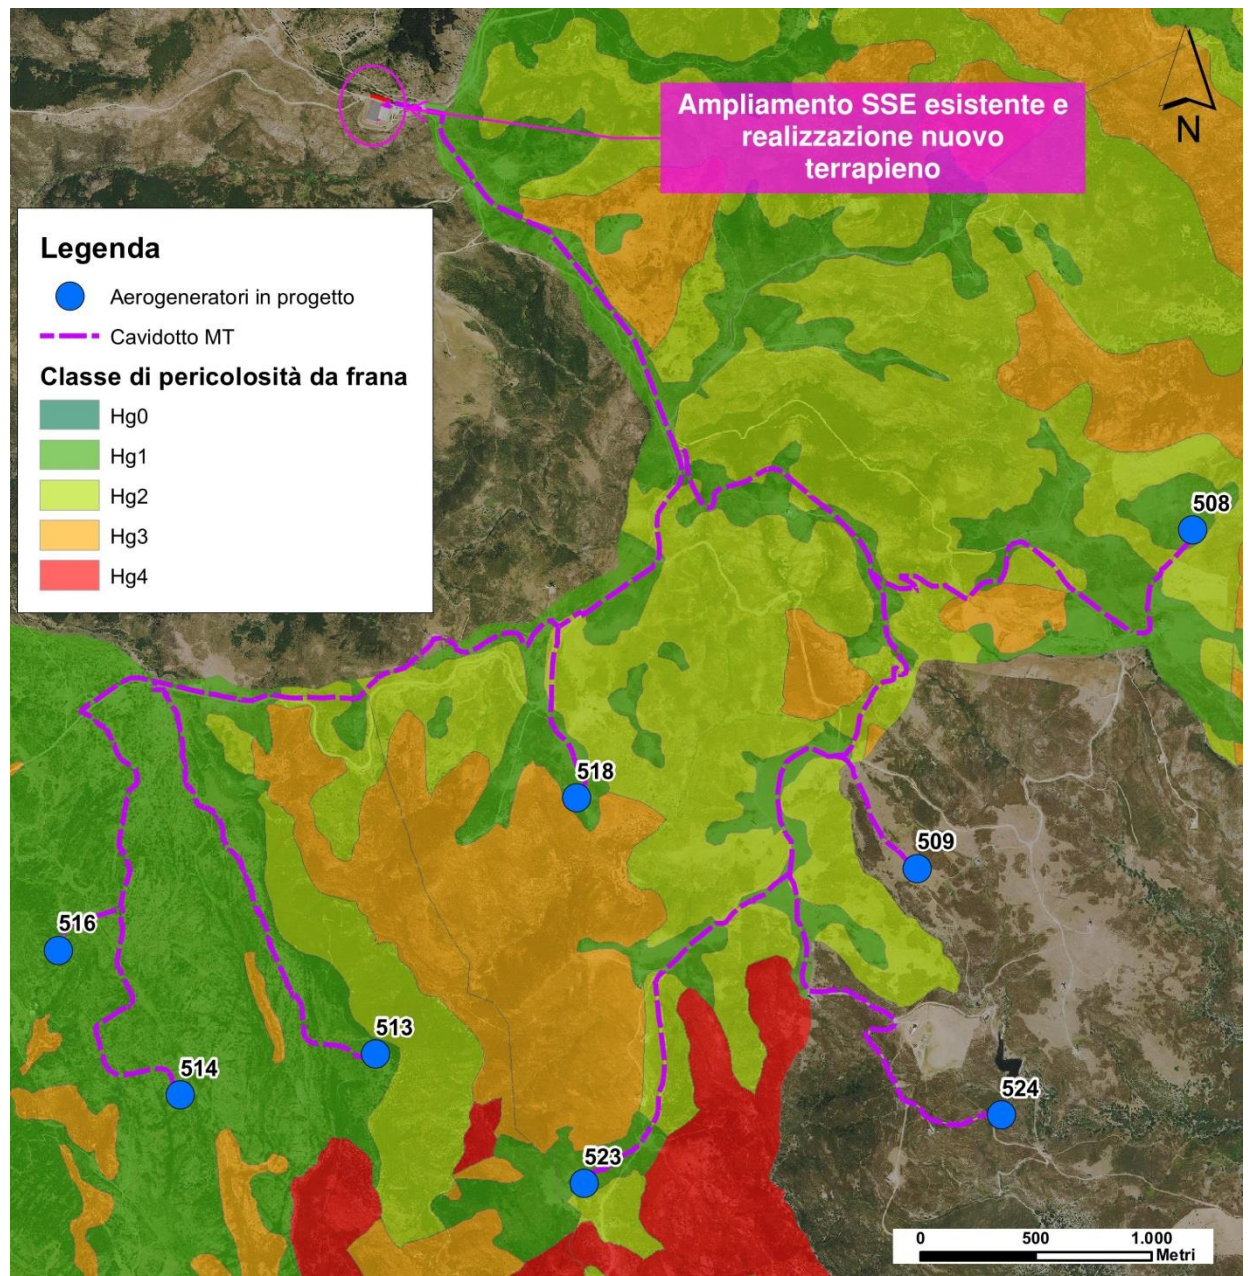 Ampliamento SSE esistente e
realizzazione nuovo
terrapieno
N
Legenda
Aerogeneratori in progetto
Cavidotto MT
Classe di pericolosità da frana
Hg0
Hg1
Hg2
Hg3
Hg4
508
518
509
516
513
514
524
523
0 500 1.000
Metri